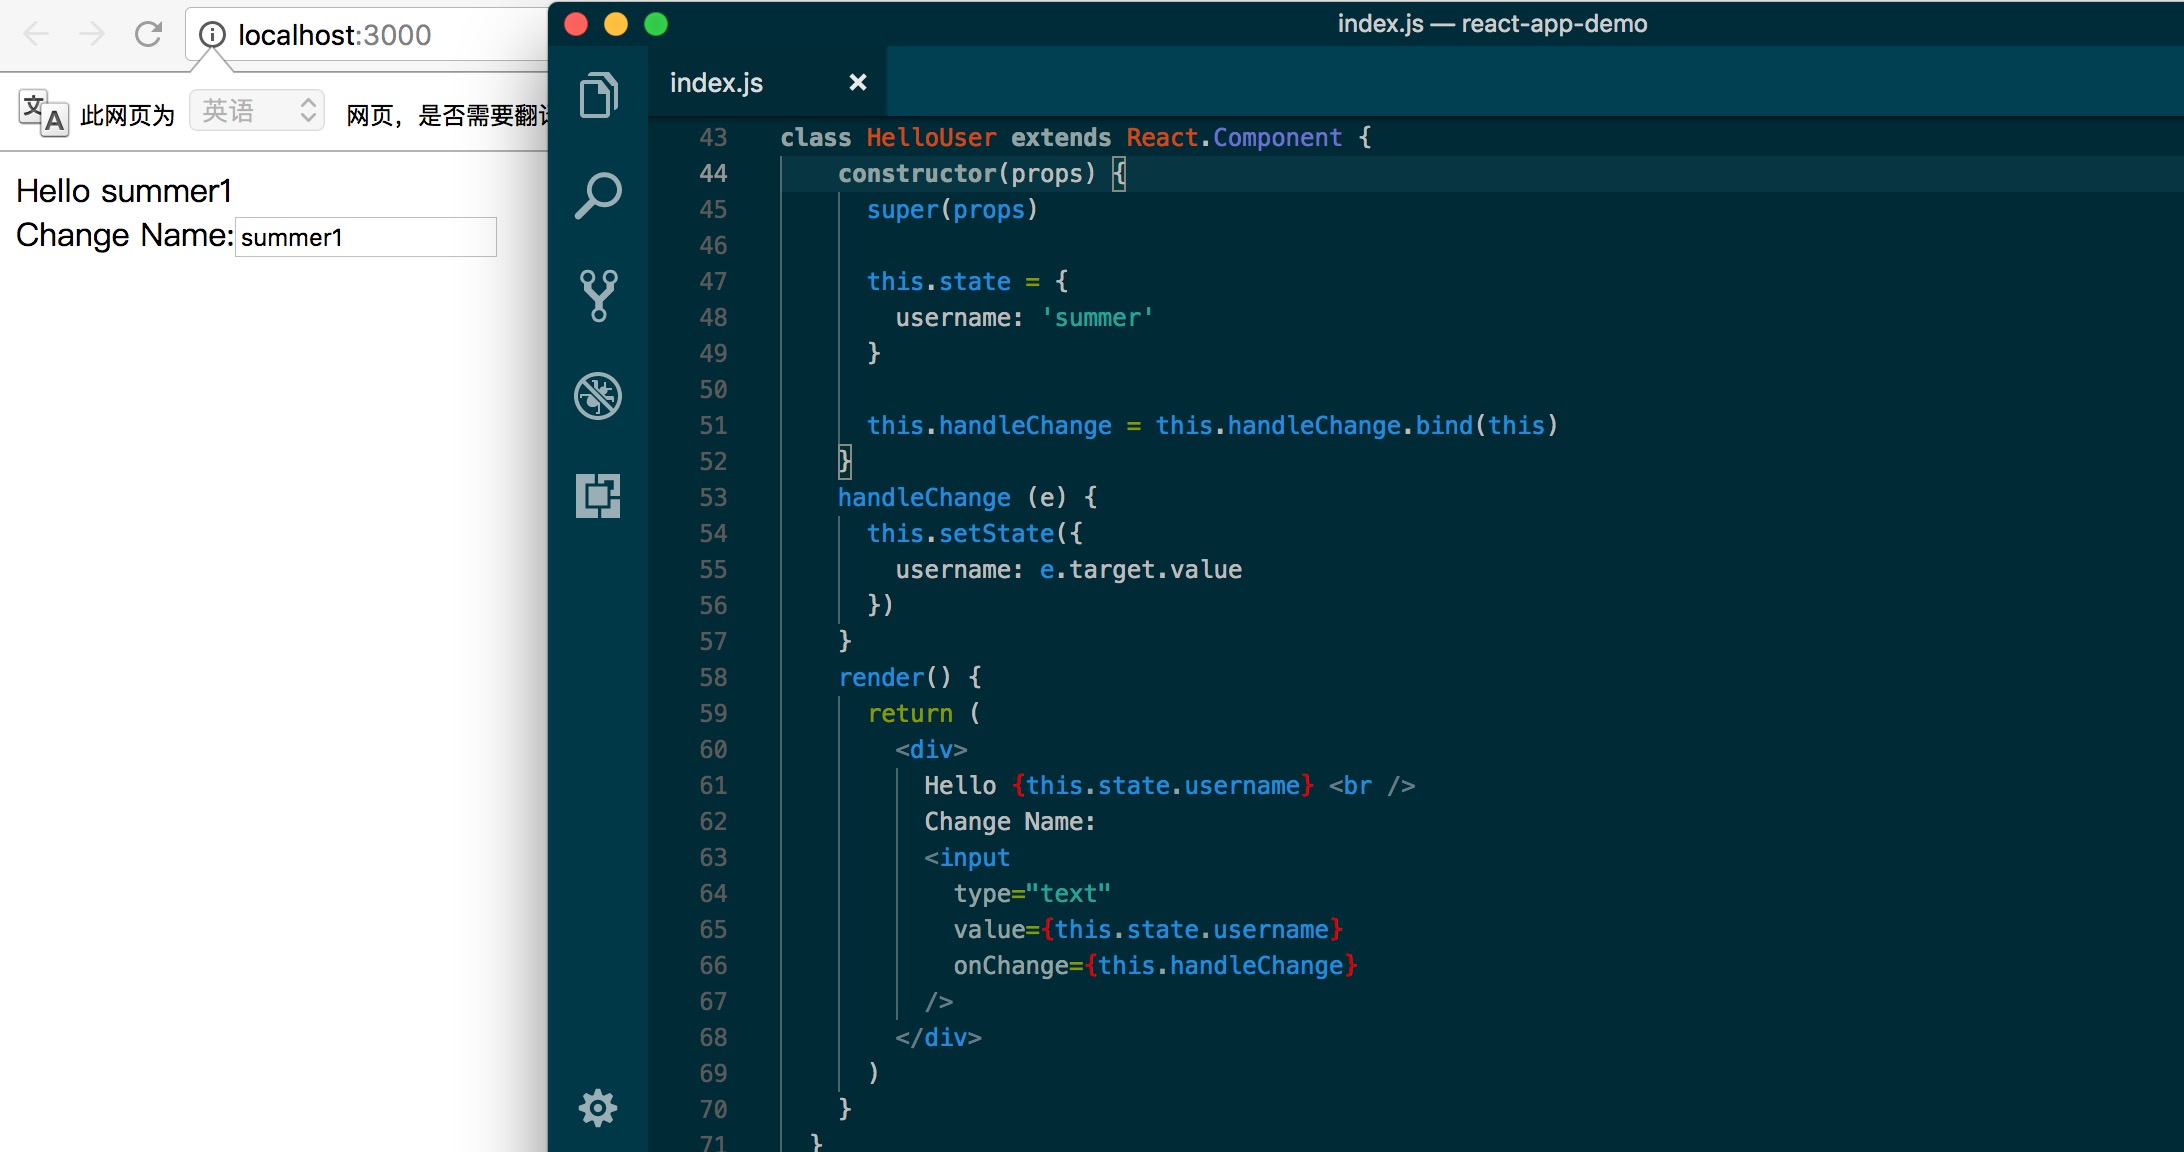 localhost:3000
此网页为 英语 网页，是否需要翻
Hello summer1
Change Name: summer1
index.js — react-app-demo
index.js
43 class HelloUser extends React.Component {
44 constructor(props) {
45 super(props)
46
47 this.state = {
48 username: 'summer'
49 }
50
51 this.handleChange = this.handleChange.bind(this)
52 }
53 handleChange (e) {
54 this.setState({
55 username: e.target.value
56 })
57 }
58 render() {
59 return (
60 <div>
61 Hello {this.state.username} <br />
62 Change Name:
63 <input
64 type="text"
65 value={this.state.username}
66 onChange={this.handleChange}
67 />
68 </div>
69 )
70 }
71 }